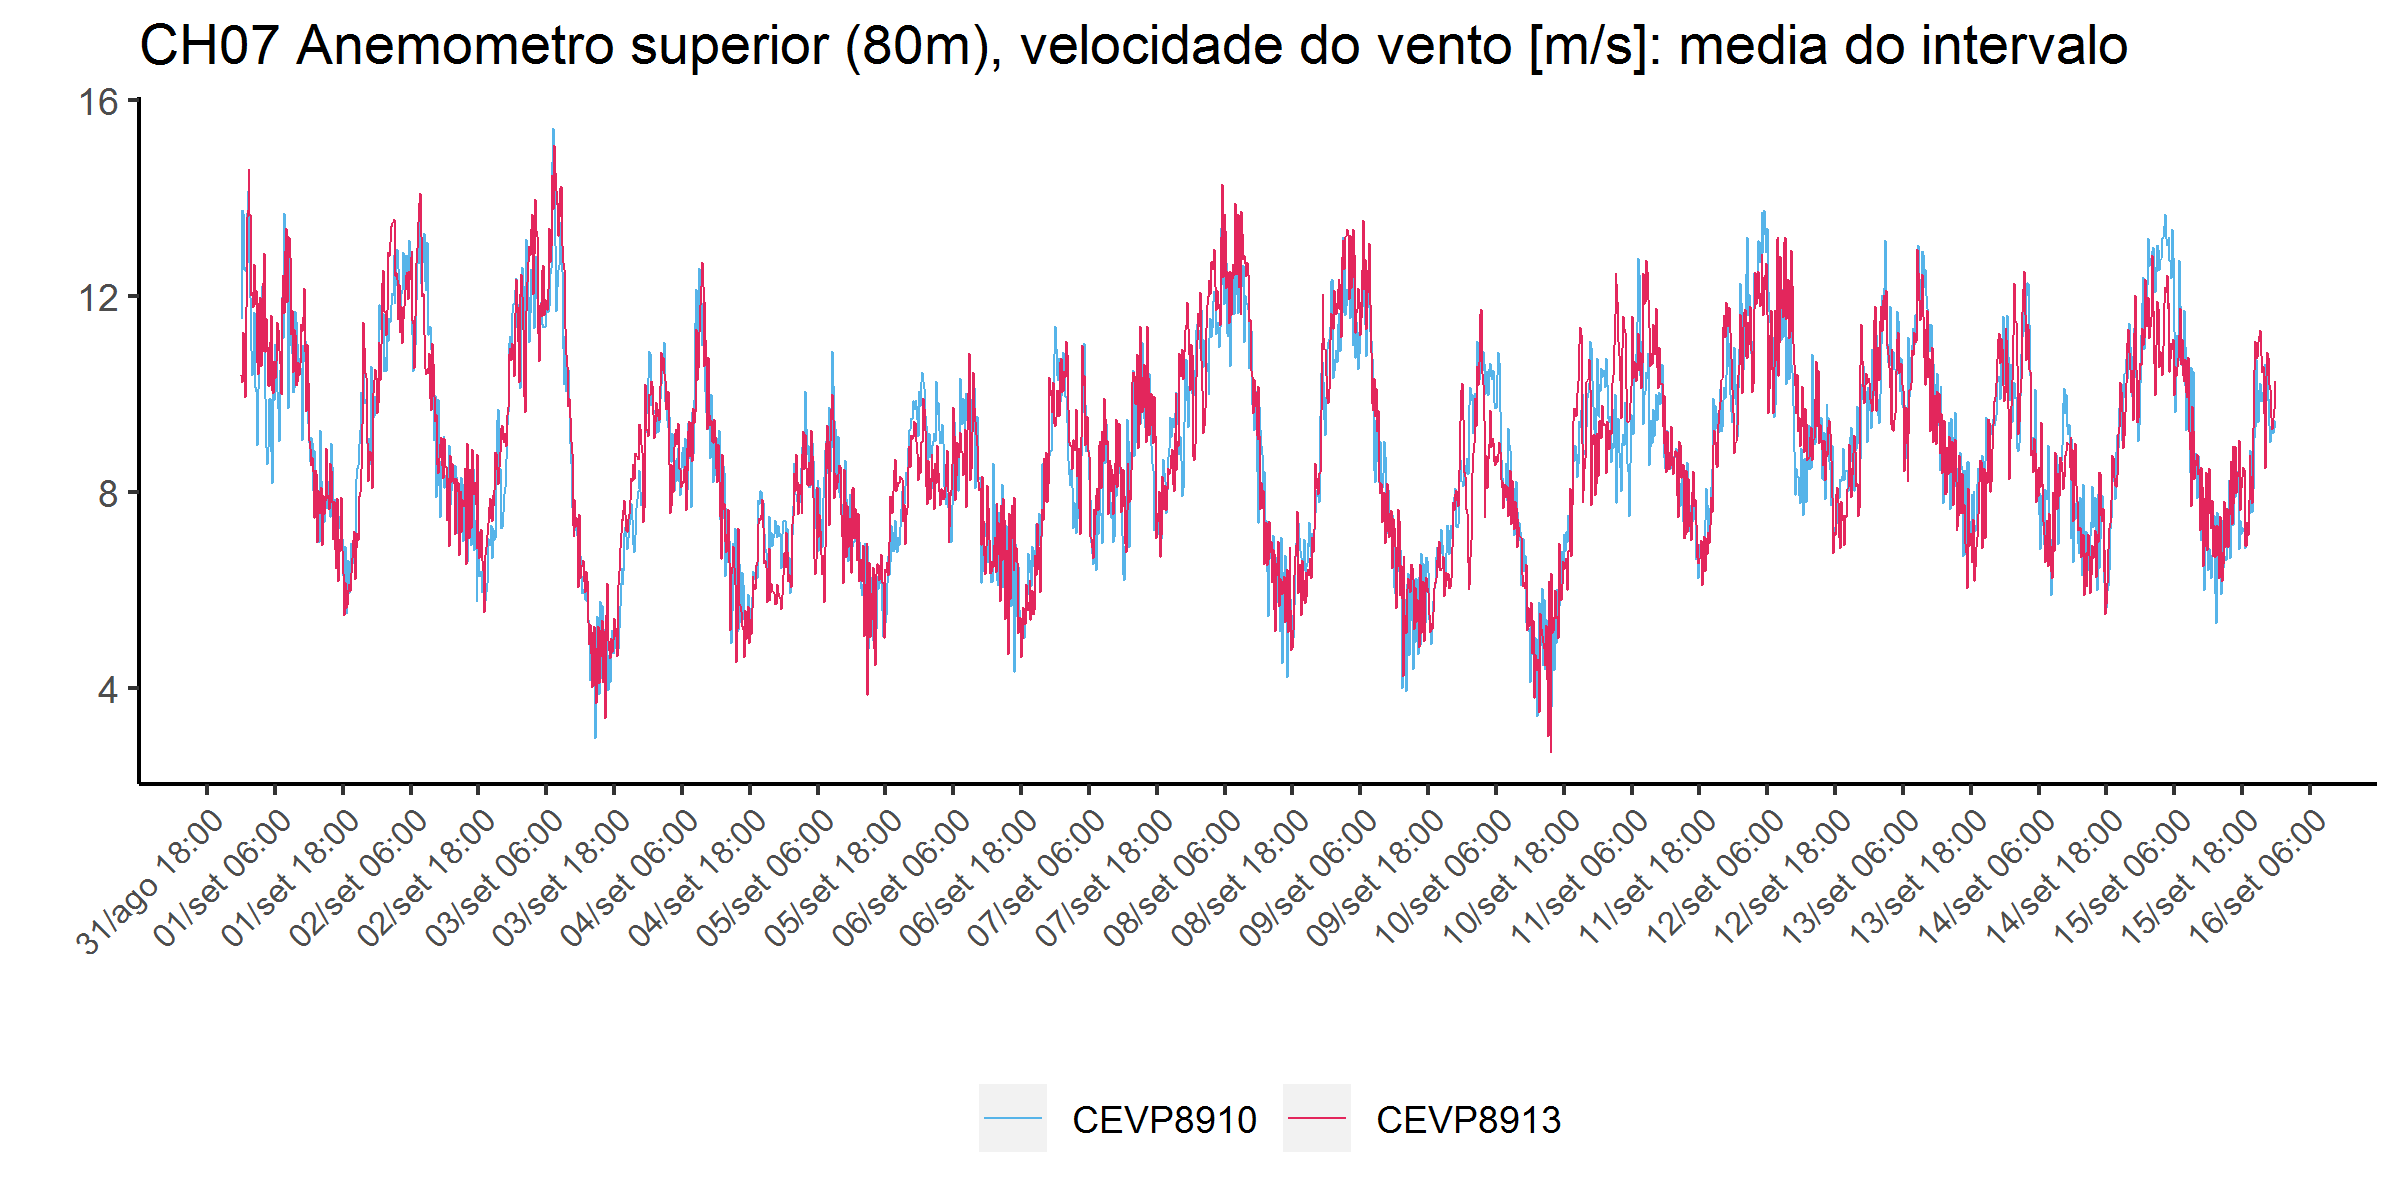 CH07 Anemometro superior (80m), velocidade do vento [m/s]: media do intervalo
16
12
8
4
31/ago 18:00
01/set 06:00
01/set 18:00
02/set 06:00
02/set 18:00
03/set 06:00
03/set 18:00
04/set 06:00
04/set 18:00
05/set 06:00
05/set 18:00
06/set 06:00
06/set 18:00
07/set 06:00
07/set 18:00
08/set 06:00
08/set 18:00
09/set 06:00
09/set 18:00
10/set 06:00
10/set 18:00
11/set 06:00
11/set 18:00
12/set 06:00
12/set 18:00
13/set 06:00
13/set 18:00
14/set 06:00
14/set 18:00
15/set 06:00
15/set 18:00
16/set 06:00
CEVP8910 CEVP8913